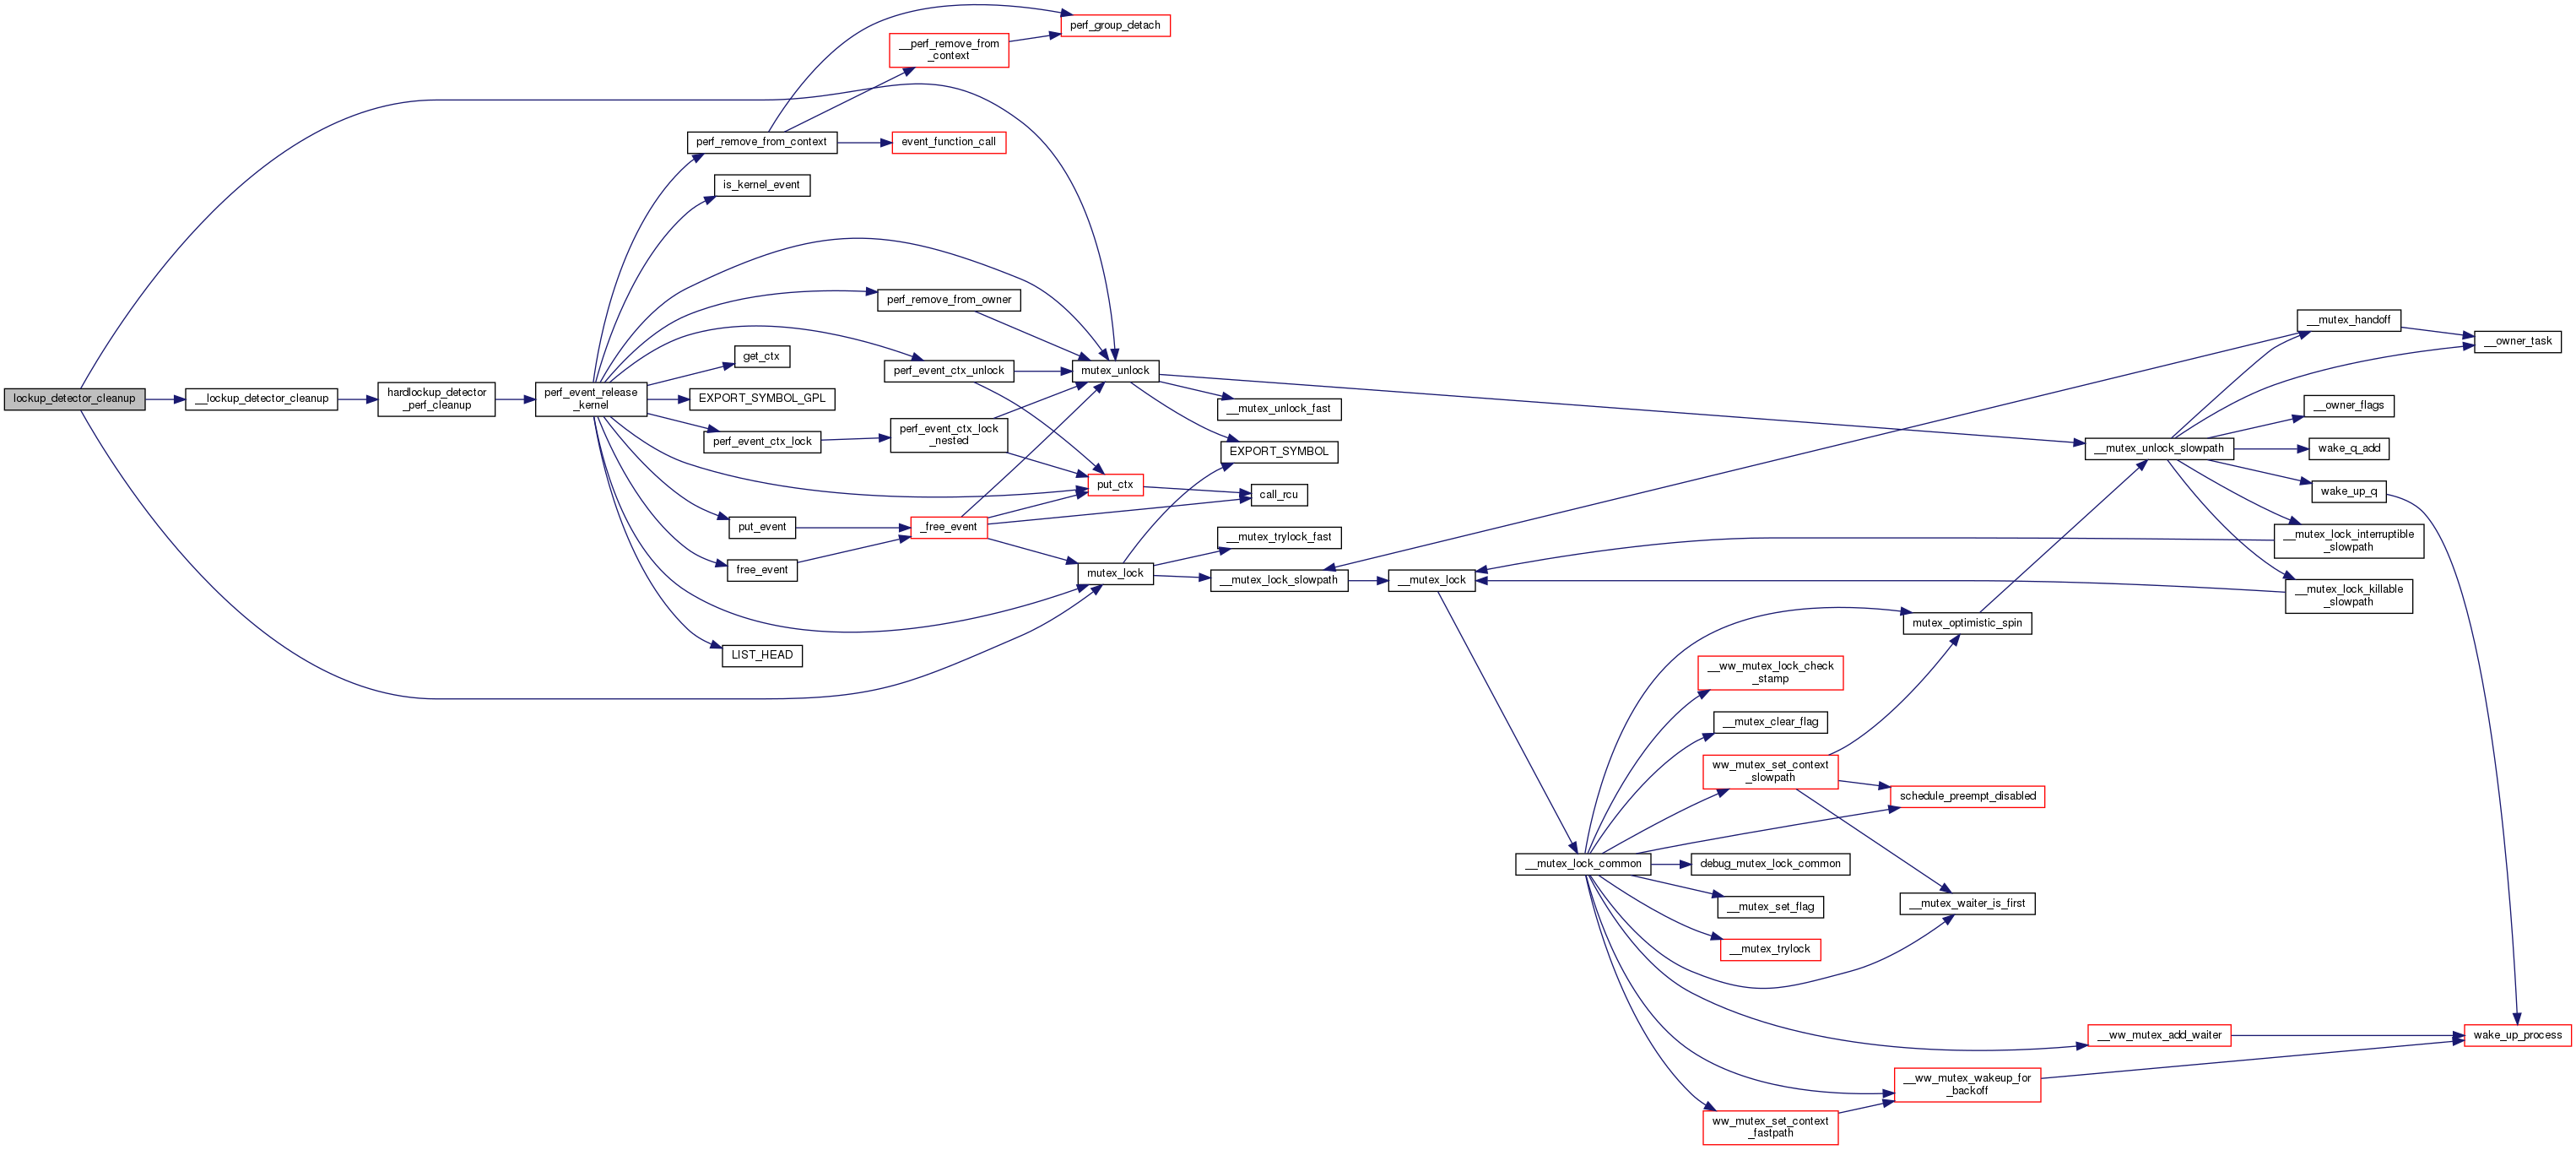 perf_group_detach
__perf_remove_from
_context
perf_remove_from_context
event_function_call
is_kernel_event
perf_remove_from_owner
__mutex_handoff
__owner_task
get_ctx
perf_event_ctx_unlock
mutex_unlock
lockup_detector_cleanup
__lockup_detector_cleanup
hardlockup_detector
_perf_cleanup
perf_event_release
_kernel
EXPORT_SYMBOL_GPL
__mutex_unlock_fast
__owner_flags
perf_event_ctx_lock
perf_event_ctx_lock
_nested
EXPORT_SYMBOL
__mutex_unlock_slowpath
wake_q_add
put_ctx
call_rcu
wake_up_q
put_event
_free_event
__mutex_trylock_fast
__mutex_lock_interruptible
_slowpath
free_event
mutex_lock
__mutex_lock_slowpath
__mutex_lock
__mutex_lock_killable
_slowpath
mutex_optimistic_spin
LIST_HEAD
__ww_mutex_lock_check
_stamp
__mutex_clear_flag
ww_mutex_set_context
_slowpath
schedule_preempt_disabled
__mutex_lock_common
debug_mutex_lock_common
__mutex_set_flag
__mutex_waiter_is_first
__mutex_trylock
__ww_mutex_add_waiter
wake_up_process
__ww_mutex_wakeup_for
_backoff
ww_mutex_set_context
_fastpath